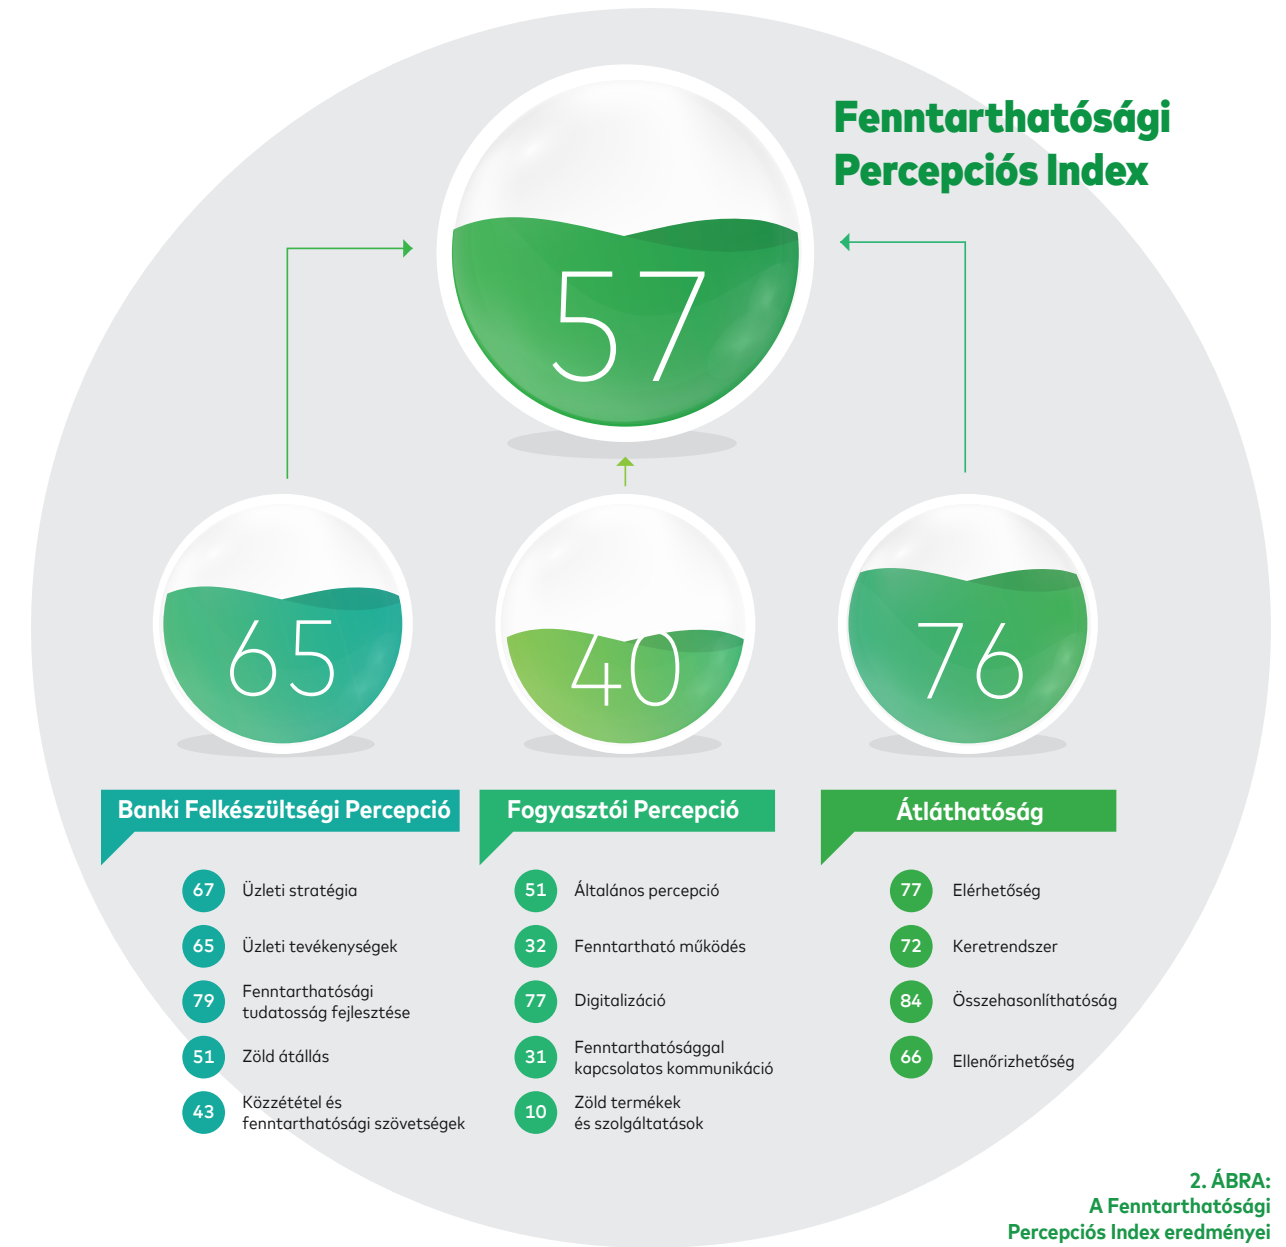 Fenntarthatósági
Percepciós Index
57
65
40
76
Banki Felkészültségi Percepció
67 Üzleti stratégia
65 Üzleti tevékenységek
79 Fenntarthatósági
tudatosság fejlesztése
51 Zöld átállás
43 Közzététel és
fenntarthatósági szövetségek
Fogyasztói Percepció
51 Általános percepció
32 Fenntartható működés
77 Digitalizáció
31 Fenntarthatósággal
kapcsolatos kommunikáció
10 Zöld termékek
és szolgáltatások
Átláthatóság
77 Elérhetőség
72 Keretrendszer
84 Összehasonlíthatóság
66 Ellenőrizhetőség
2. ÁBRA:
A Fenntarthatósági
Percepciós Index eredményei